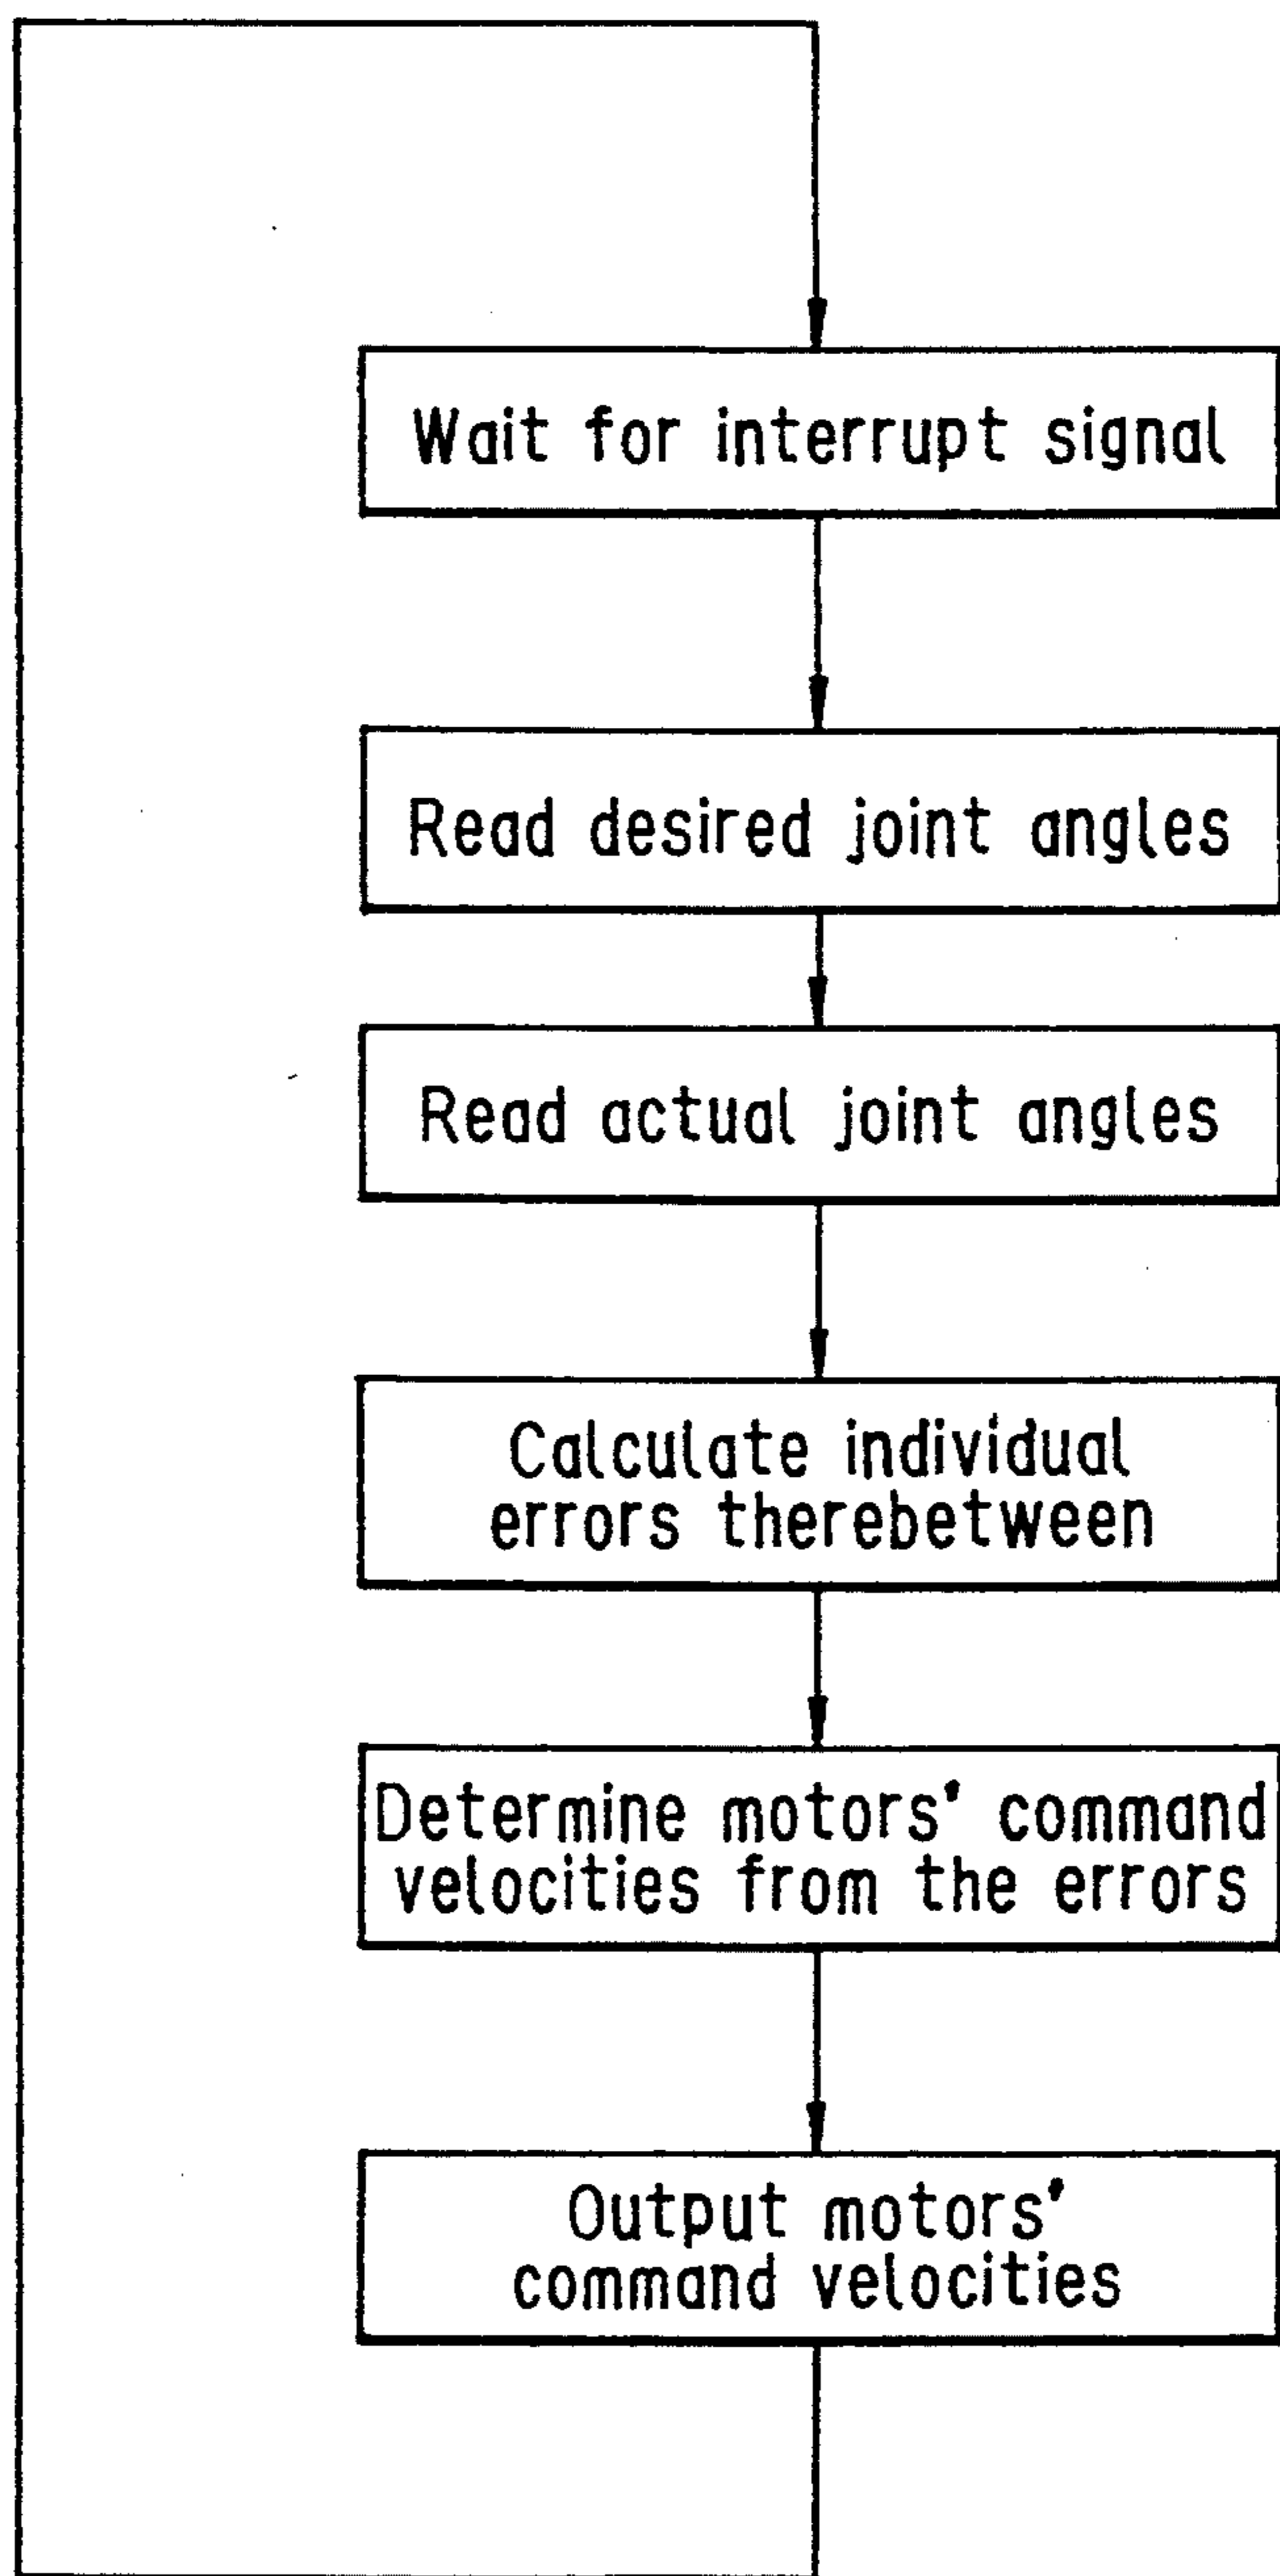 Wait for interrupt signal
Read desired joint angles
Read actual joint angles
Calculate individual
errors therebetween
Determine motors' command
velocities from the errors
Output motors'
command velocities